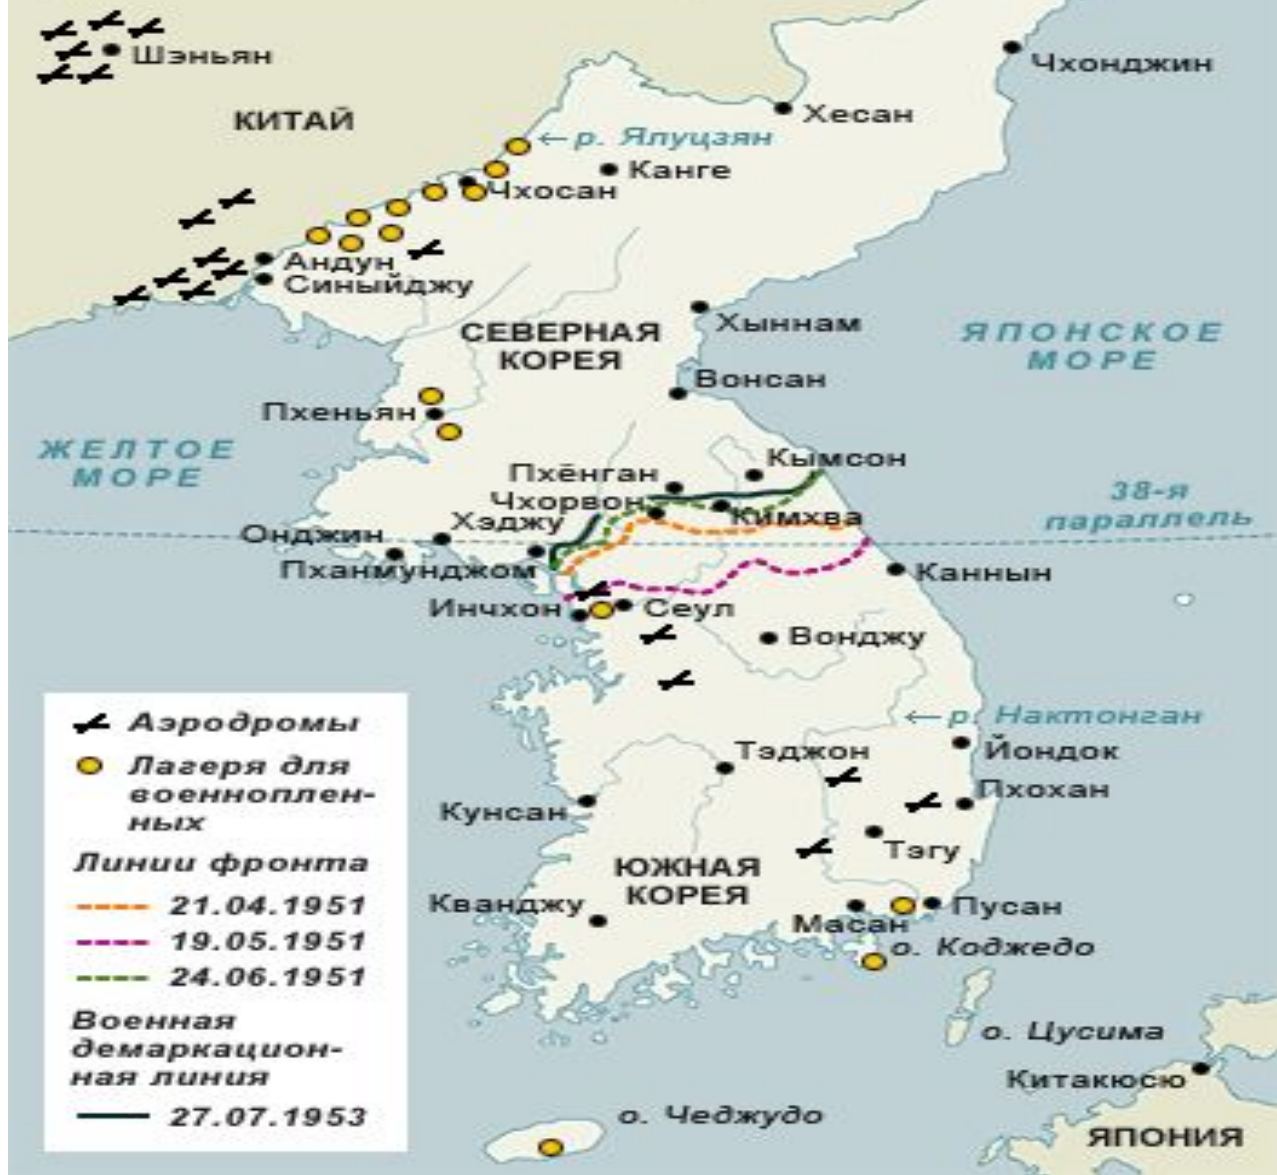 Шэньян
Чхонджин
КИТАЙ
Хесан
← р. Ялуцзян
Канге
Чхосан
Андун
Синыйджу
СЕВЕРНАЯ
КОРЕЯ
Хыннам
ЯПОНСКОЕ
МОРЕ
Вонсан
Пхеньян
ЖЕЛТОЕ
МОРЕ
Кымсон
Пхёнган
Чхорвон
Кимхва
38-я
параллель
Хэджу
Онджин
Пханмунджом
Каннын
Инчхон
Сеул
Вонджу
← р. Нактонган
Йондок
Тэджон
Пхохан
Кунсан
Тэгу
ЮЖНАЯ
КОРЕЯ
Кванджу
Масан
Пусан
о. Коджедо
о. Цусима
Китакюсю
о. Чеджудо
ЯПОНИЯ
Аэродромы
Лагеря для
военноплен-
ных
Линии фронта
21.04.1951
19.05.1951
24.06.1951
Военная
демаркацион-
ная линия
27.07.1953